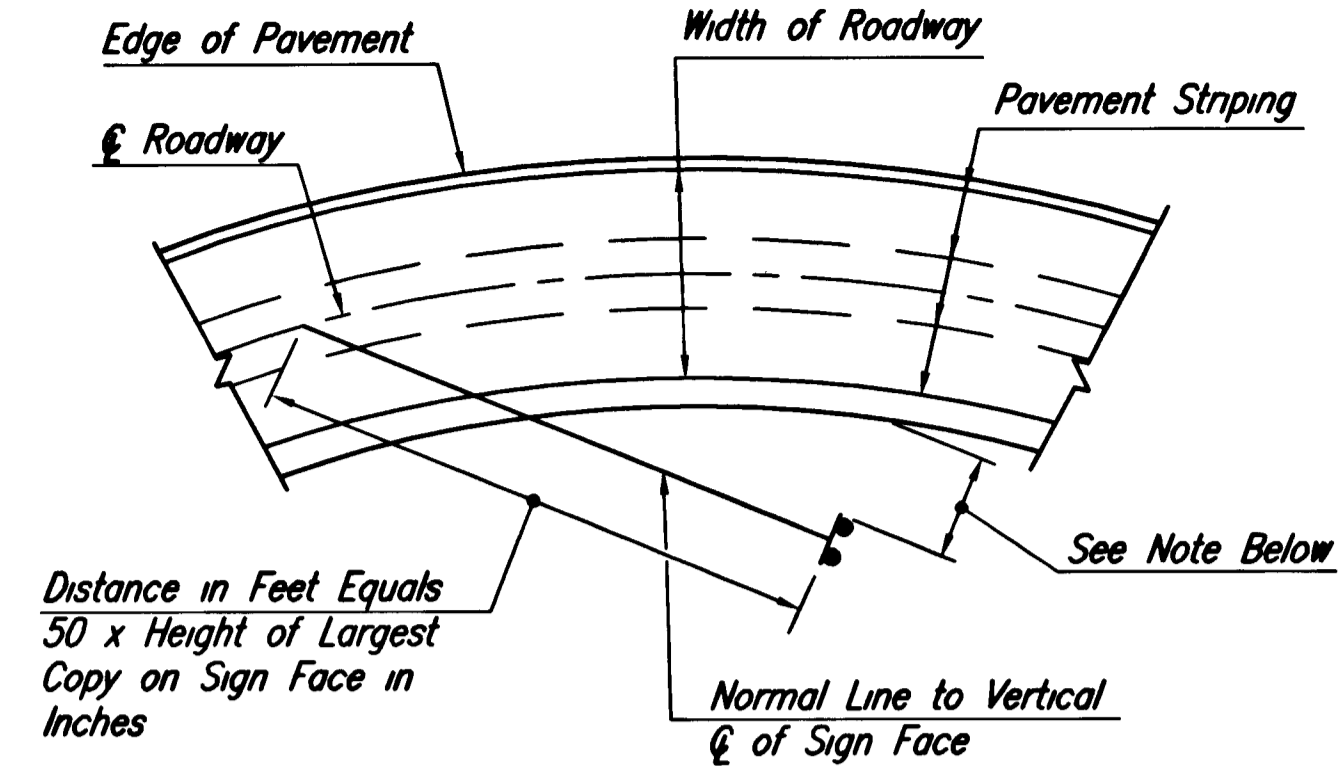 Edge of Pavement
Width of Roadway
Pavement Striping
℄ Roadway
See Note Below
Distance in Feet Equals
50 x Height of Largest
Copy on Sign Face in
Inches
Normal Line to Vertical
℄ of Sign Face